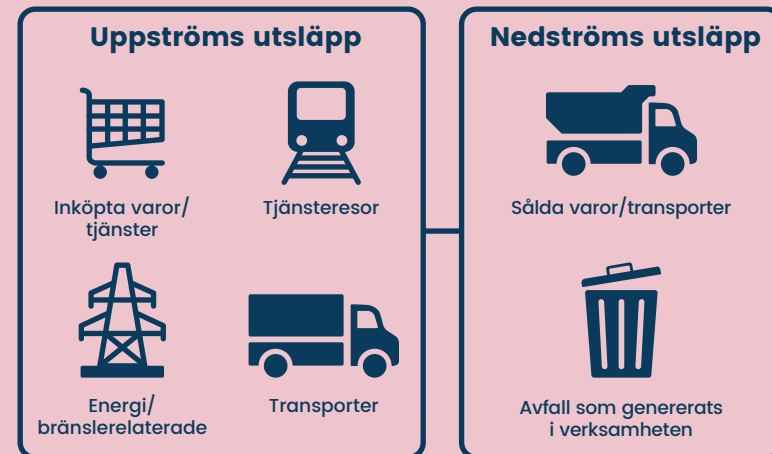 Uppströms utsläpp
Inköpta varor/
tjänster
Tjänsteresor
Energi/
bränslerelaterade
Transporter
Nedströms utsläpp
Sålda varor/transporter
Avfall som genererats
i verksamheten